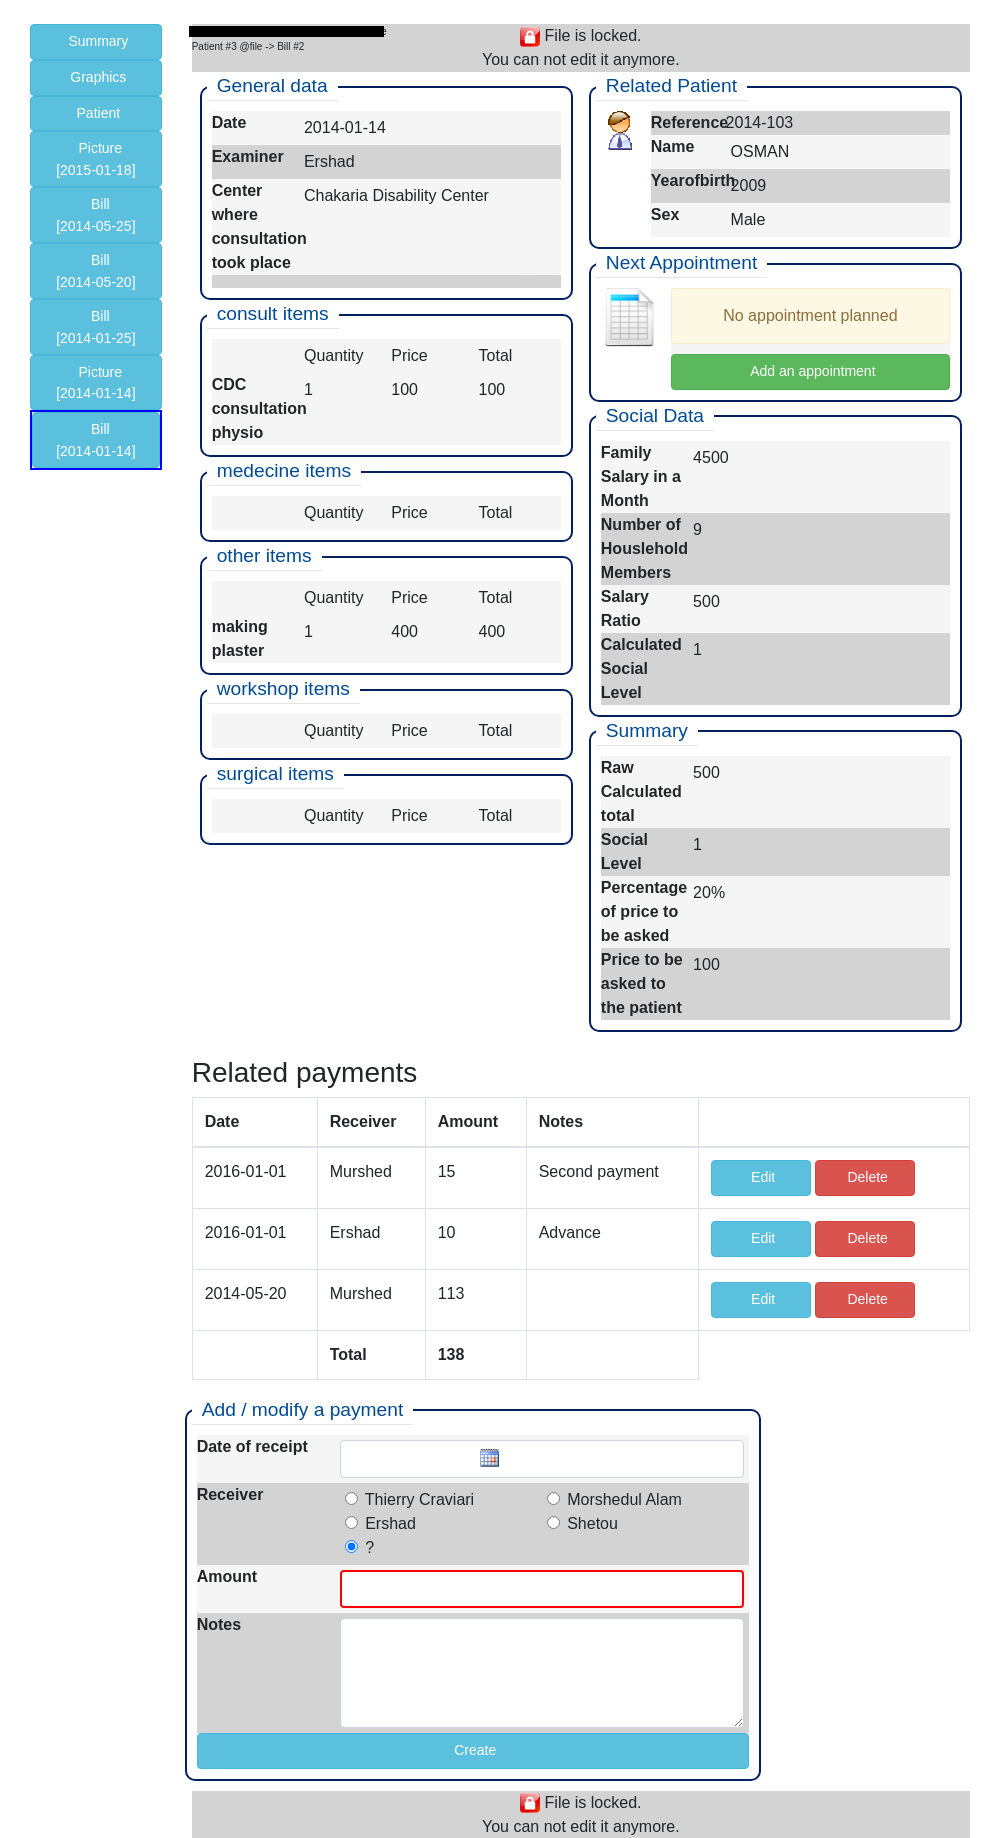 Summary
Graphics
Patient
Picture
[2015-01-18]
Bill
[2014-05-25]
Bill
[2014-05-20]
Bill
[2014-01-25]
Picture
[2014-01-14]
Bill
[2014-01-14]
Patient #3 @file -> Bill #2
File is locked.
You can not edit it anymore.
General data
Date 2014-01-14
Examiner Ershad
Center Chakaria Disability Center
where
consultation
took place
consult items
Quantity Price Total
CDC 1 100 100
consultation
physio
medecine items
Quantity Price Total
other items
Quantity Price Total
making 1 400 400
plaster
workshop items
Quantity Price Total
surgical items
Quantity Price Total
Related Patient
Reference 2014-103
Name OSMAN
Yearofbirth 2009
Sex Male
Next Appointment
No appointment planned
Add an appointment
Social Data
Family 4500
Salary in a
Month
Number of 9
Houslehold
Members
Salary 500
Ratio
Calculated 1
Social
Level
Summary
Raw 500
Calculated
total
Social 1
Level
Percentage 20%
of price to
be asked
Price to be 100
asked to
the patient
Related payments
Date Receiver Amount Notes
2016-01-01 Murshed 15 Second payment Edit Delete
2016-01-01 Ershad 10 Advance Edit Delete
2014-05-20 Murshed 113 Edit Delete
Total 138
Add / modify a payment
Date of receipt
Receiver Thierry Craviari Morshedul Alam
Ershad Shetou
?
Amount
Notes
Create
File is locked.
You can not edit it anymore.